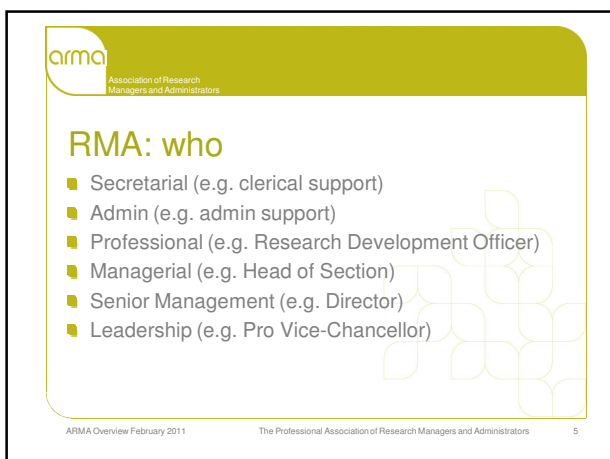 arma
Association of Research
Managers and Administrators
RMA: who
Secretarial (e.g. clerical support)
Admin (e.g. admin support)
Professional (e.g. Research Development Officer)
Managerial (e.g. Head of Section)
Senior Management (e.g. Director)
Leadership (e.g. Pro Vice-Chancellor)
ARMA Overview February 2011 The Professional Association of Research Managers and Administrators 5